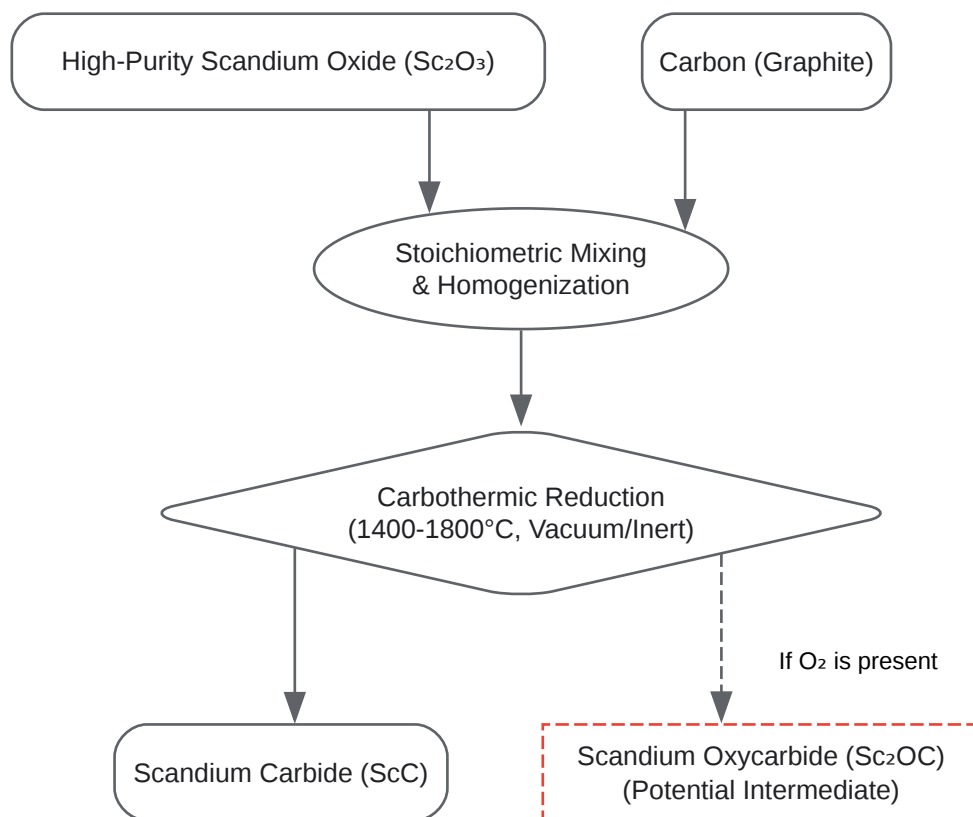 High-Purity Scandium Oxide (Sc₂O₃)
Carbon (Graphite)
Stoichiometric Mixing
& Homogenization
Carbothermic Reduction
(1400-1800°C, Vacuum/Inert)
If O₂ is present
Scandium Carbide (ScC)
Scandium Oxycarbide (Sc₂OC)
(Potential Intermediate)